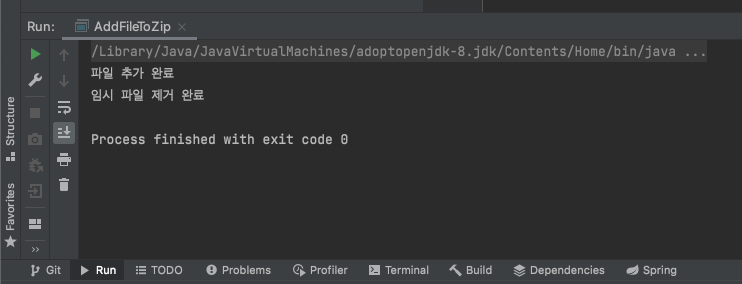 Run: AddFileToZip ×
/Library/Java/JavaVirtualMachines/adoptopenjdk-8.jdk/Contents/Home/bin/java ...
파일 추가 완료
임시 파일 제거 완료
Process finished with exit code 0
Structure
Favorites
>>
Git Run TODO Problems Profiler Terminal Build Dependencies Spring